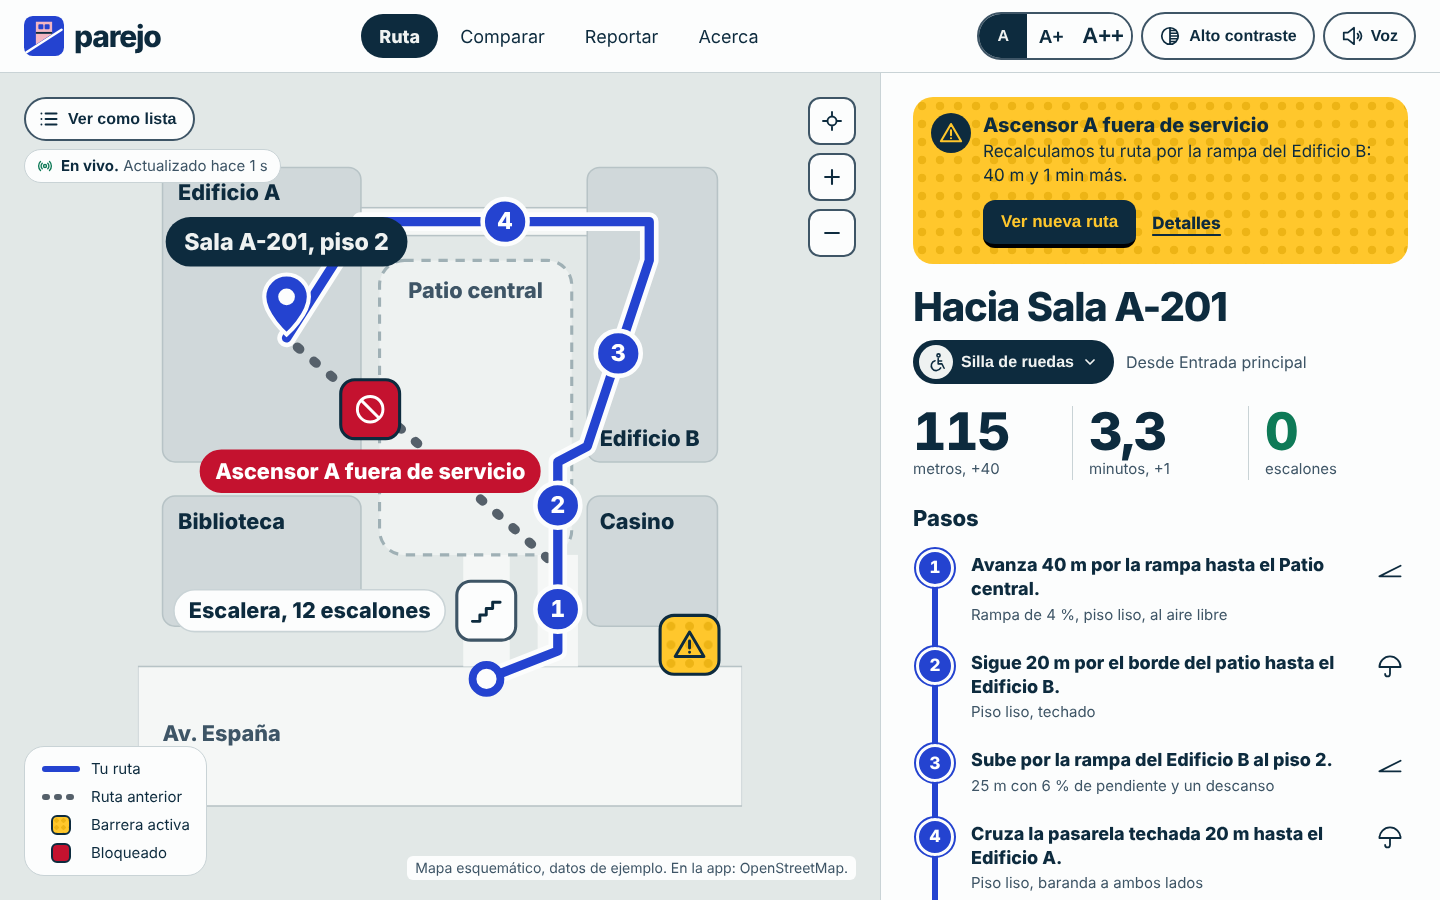 parejo
Ruta
Comparar
Reportar
Acerca
A
A+
A++
Alto contraste
Voz
Ver como lista
En vivo. Actualizado hace 1 s
Edificio A
Sala A-201, piso 2
4
Patio central
3
Edificio B
Ascensor A fuera de servicio
2
Biblioteca
Casino
Escalera, 12 escalones
1
Av. España
Tu ruta
Ruta anterior
Barrera activa
Bloqueado
Mapa esquemático, datos de ejemplo. En la app: OpenStreetMap.
Ascensor A fuera de servicio
Recalculamos tu ruta por la rampa del Edificio B:
40 m y 1 min más.
Ver nueva ruta
Detalles
Hacia Sala A-201
Silla de ruedas
Desde Entrada principal
115
metros, +40
3,3
minutos, +1
0
escalones
Pasos
1
Avanza 40 m por la rampa hasta el Patio
central.
Rampa de 4 %, piso liso, al aire libre
2
Sigue 20 m por el borde del patio hasta el
Edificio B.
Piso liso, techado
3
Sube por la rampa del Edificio B al piso 2.
25 m con 6 % de pendiente y un descanso
4
Cruza la pasarela techada 20 m hasta el
Edificio A.
Piso liso, baranda a ambos lados